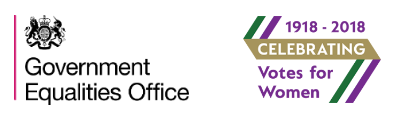 Government
Equalities Office
1918 - 2018
CELEBRATING
Votes for
Women